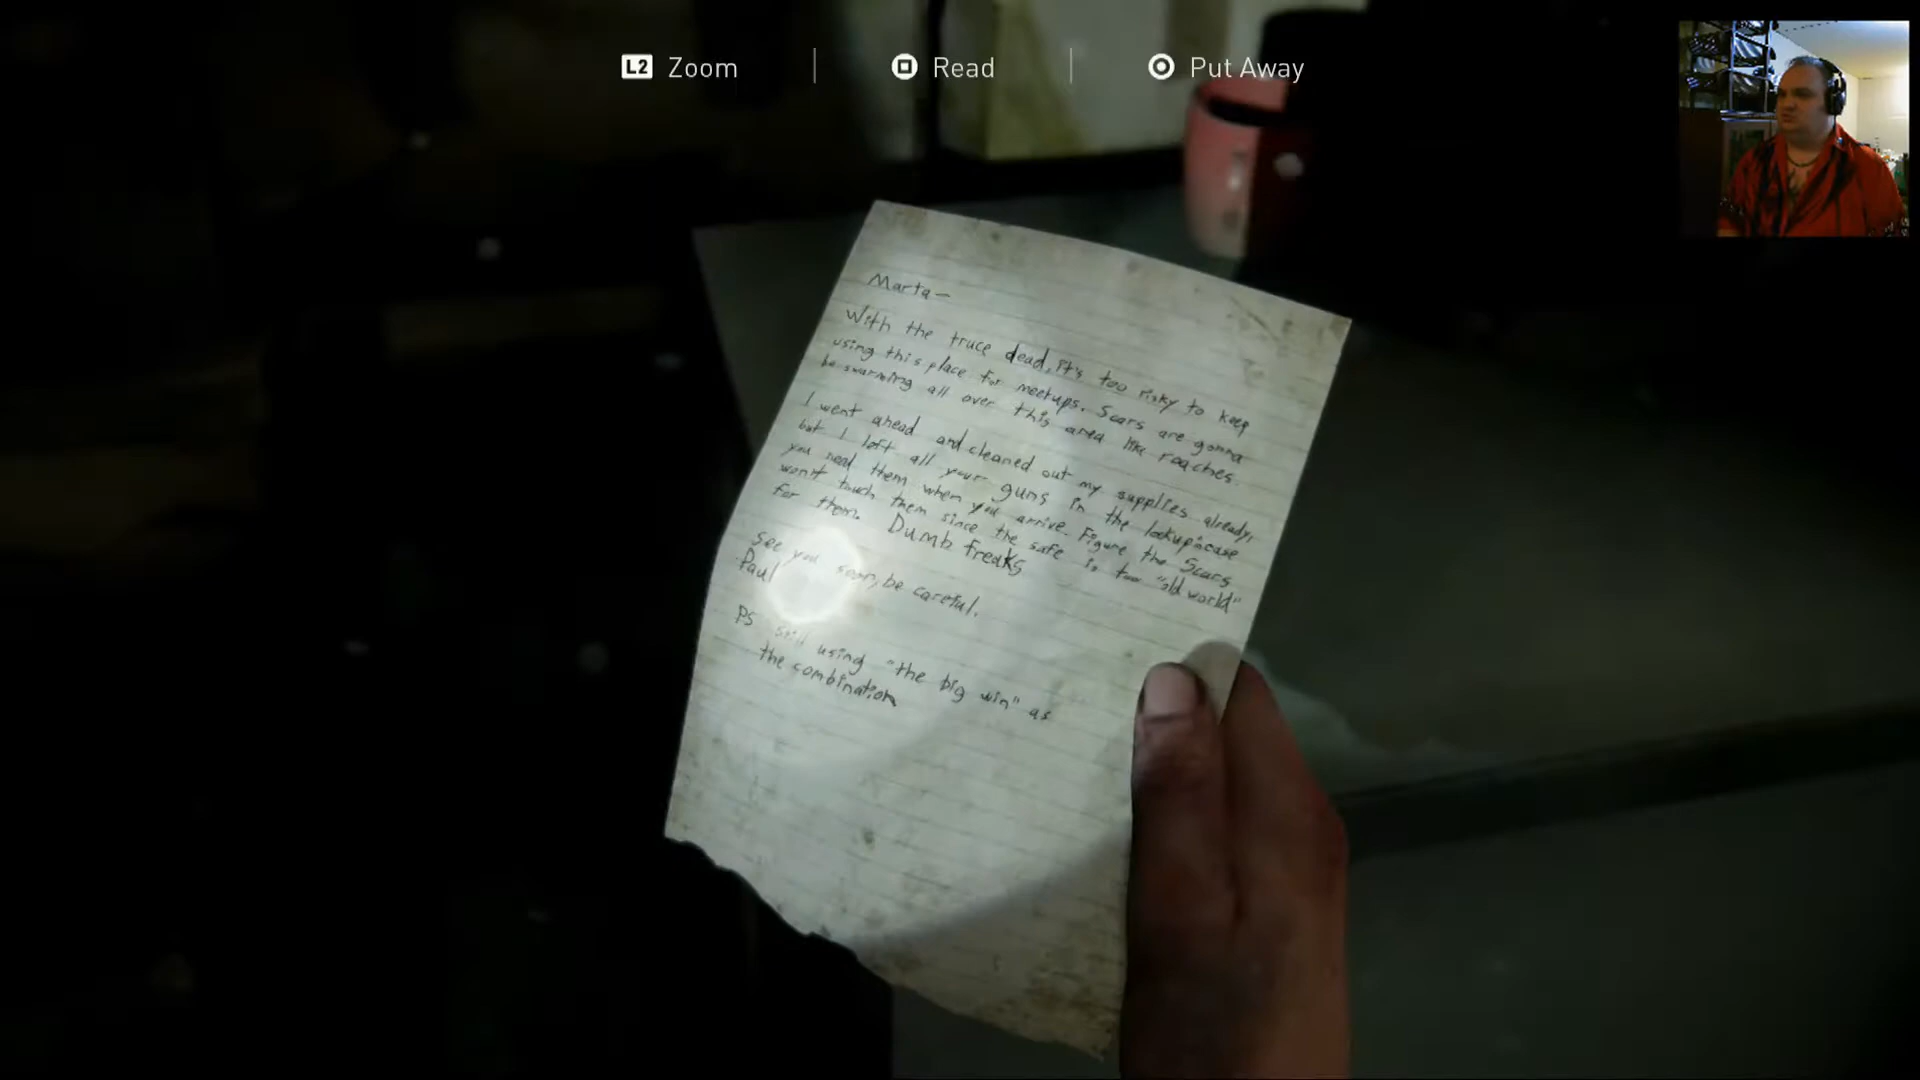 L2 Zoom Read Put Away
Marta—
With the truce dead, it's too risky to keep
using this place for meetups. Scars are gonna
be swarming all over this area like roaches.
I went ahead and cleaned out my supplies already,
but I left all your guns in the lockup in case
you need them when you arrive. Figure the Scars
won't touch them since the safe is too "old world"
for them. Dumb freaks
See you soon, be careful.
Paul
PS still using "the big win" as
the combination